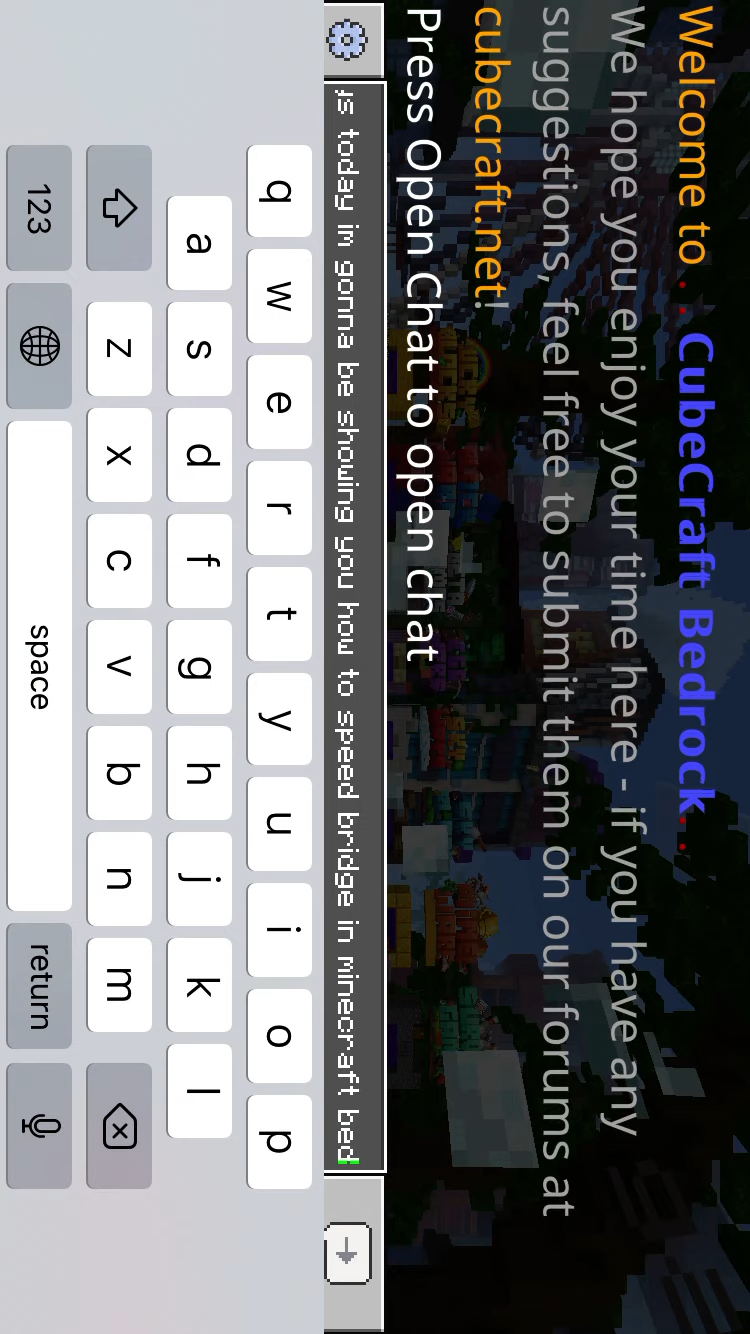 Welcome to . . CubeCraft Bedrock. .
We hope you enjoy your time here - if you have any
suggestions, feel free to submit them on our forums at
cubecraft.net!
Press Open Chat to open chat
today im gonna be showing you how to speed bridge in minecraft bed
q w e r t y u i o p
a s d f g h j k l
z x c v b n m
123 space return